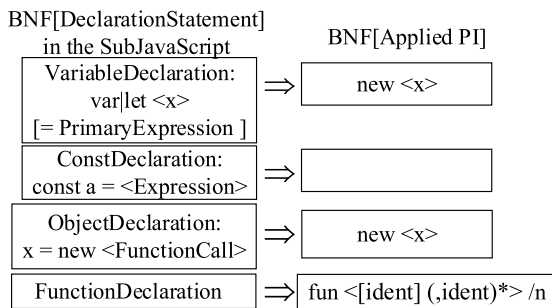 BNF[DeclarationStatement]
in the SubJavaScript
BNF[Applied PI]
VariableDeclaration:
var|let <x>
[= PrimaryExpression ]
⇒
new <x>
ConstDeclaration:
const a = <Expression>
⇒
ObjectDeclaration:
x = new <FunctionCall>
⇒
new <x>
FunctionDeclaration
⇒
fun <[ident] (,ident)*> /n